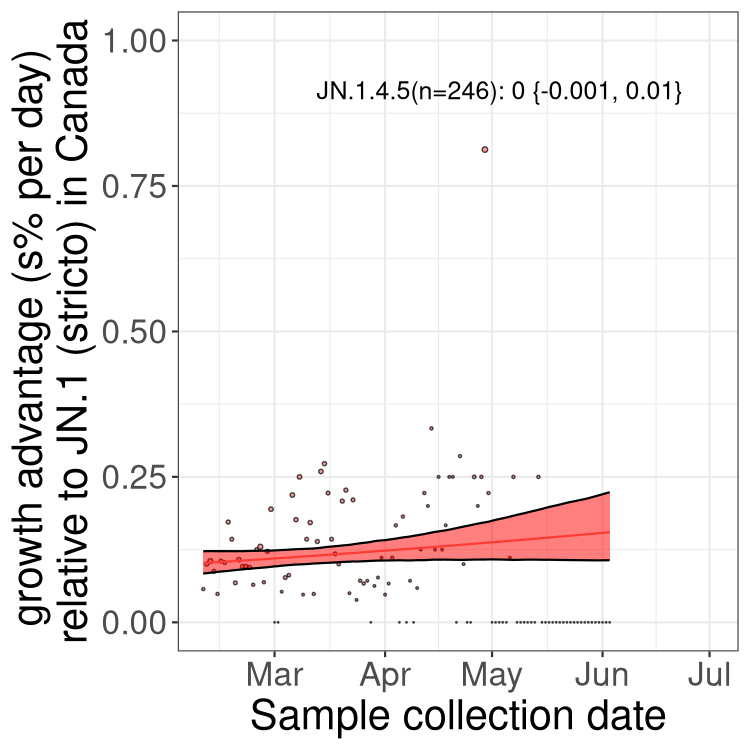 growth advantage (s% per day)
relative to JN.1 (stricto) in Canada
1.00
0.75
0.50
0.25
0.00
JN.1.4.5(n=246): 0 {-0.001, 0.01}
Mar Apr May Jun Jul
Sample collection date